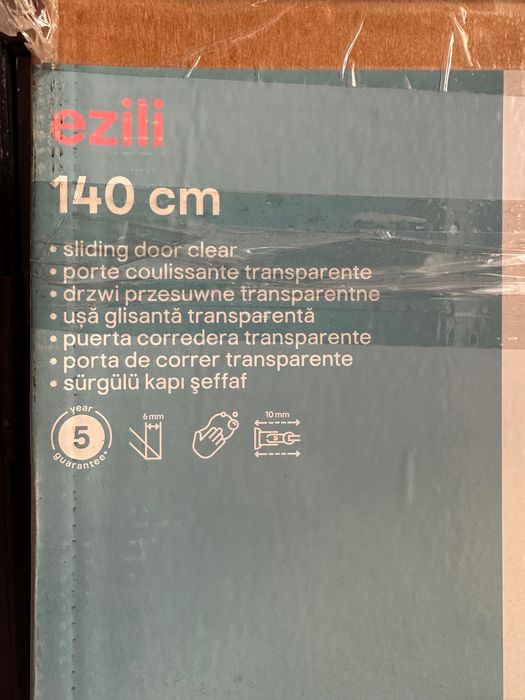 ezili
140 cm
• sliding door clear
• porte coulissante transparente
• drzwi przesuwne transparentne
• ușă glisantă transparentă
• puerta corredera transparente
• porta de correr transparente
• sürgülü kapı şeffaf
year
5
guarantee*
6 mm
10 mm